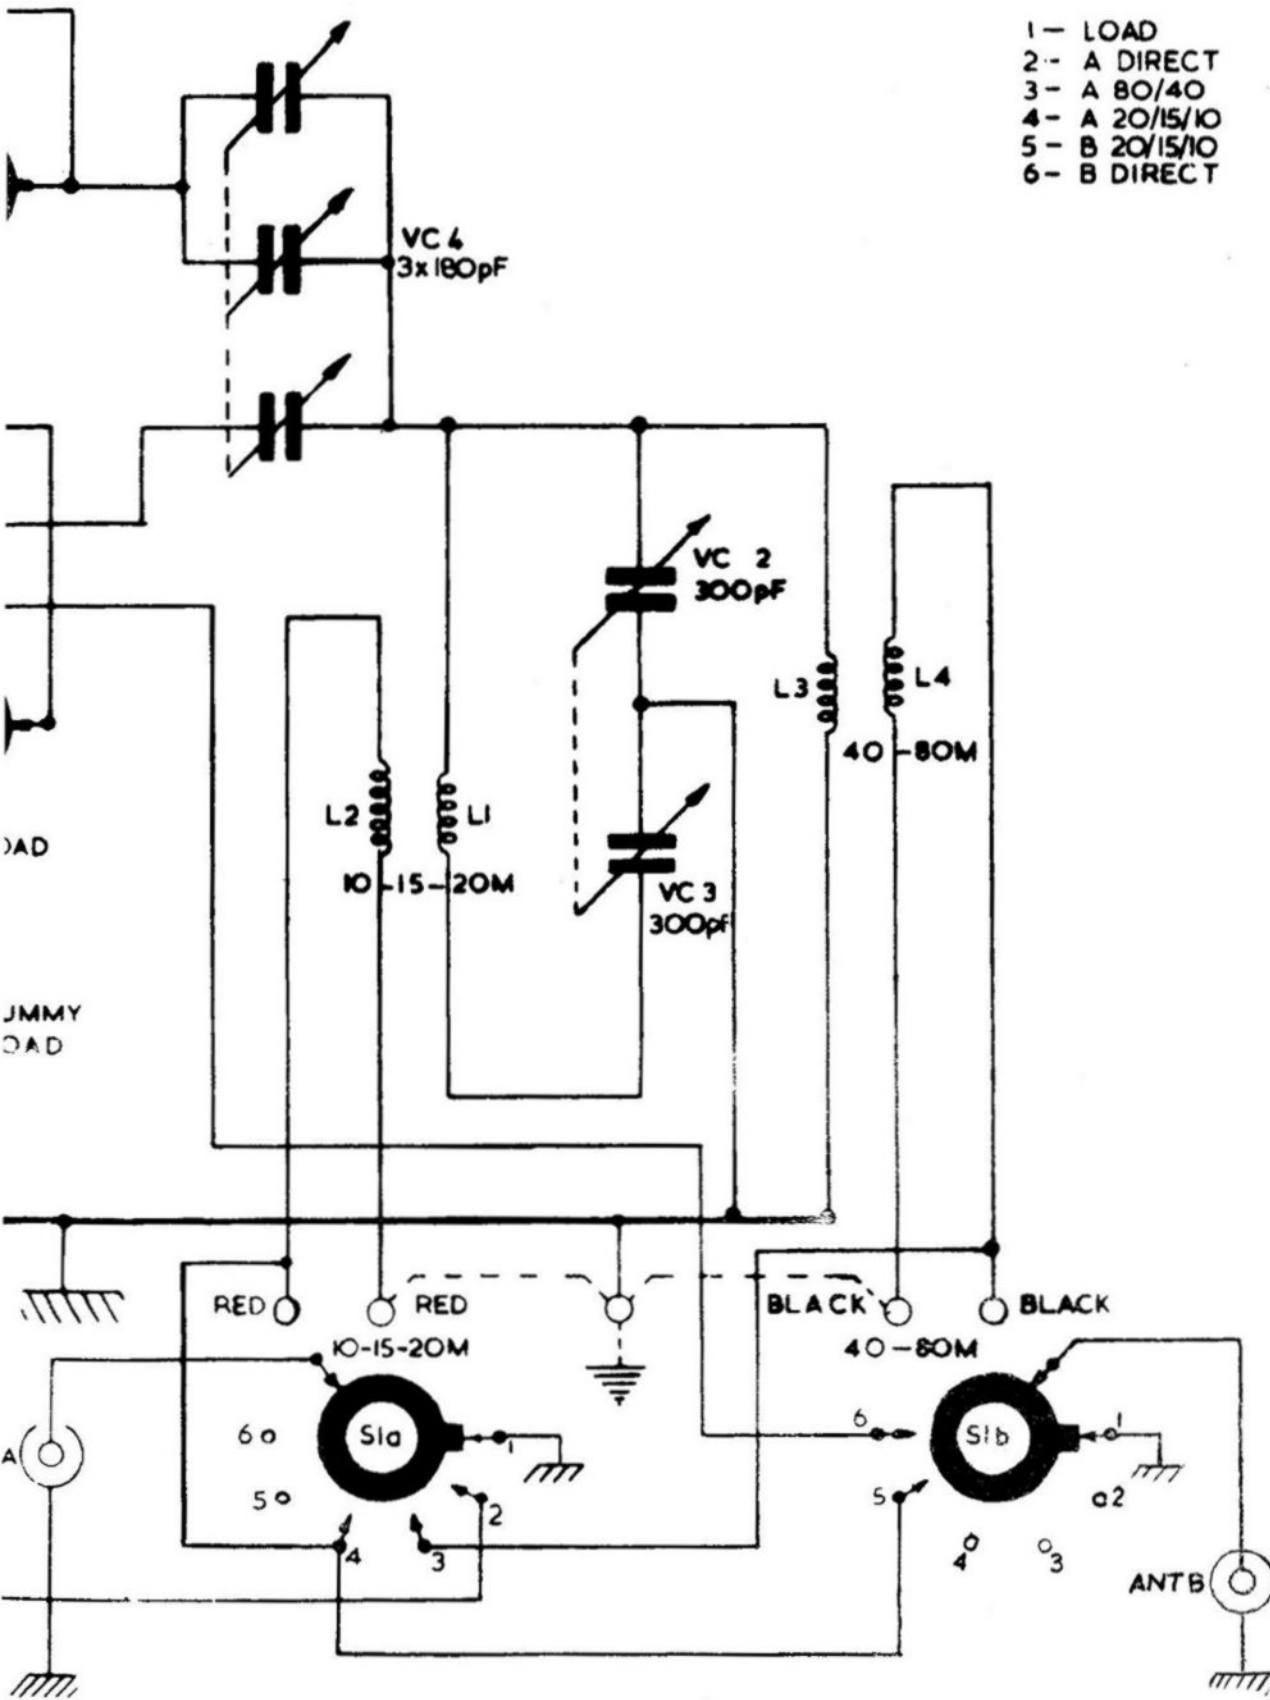 1 - LOAD
2 - A DIRECT
3 - A 80/40
4 - A 20/15/10
5 - B 20/15/10
6 - B DIRECT
VC 4
3x180pF
VC 2
300pF
L3
L4
40-80M
L2
L1
10-15-20M
VC 3
300pF
OAD
UMMY
OAD
RED
RED
BLACK
BLACK
10-15-20M
40-80M
6
S1a
1
5
2
4
3
A
6
S1b
1
5
2
4
3
ANT B